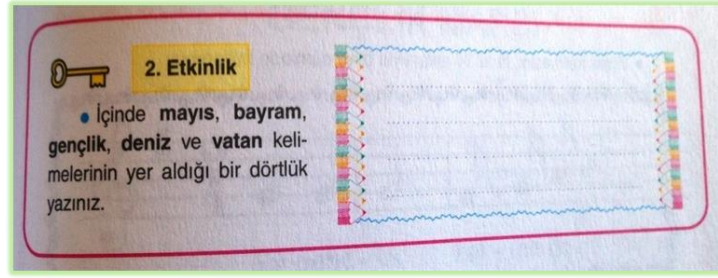 2. Etkinlik
• İçinde mayıs, bayram,
gençlik, deniz ve vatan keli-
melerinin yer aldığı bir dörtlük
yazınız.